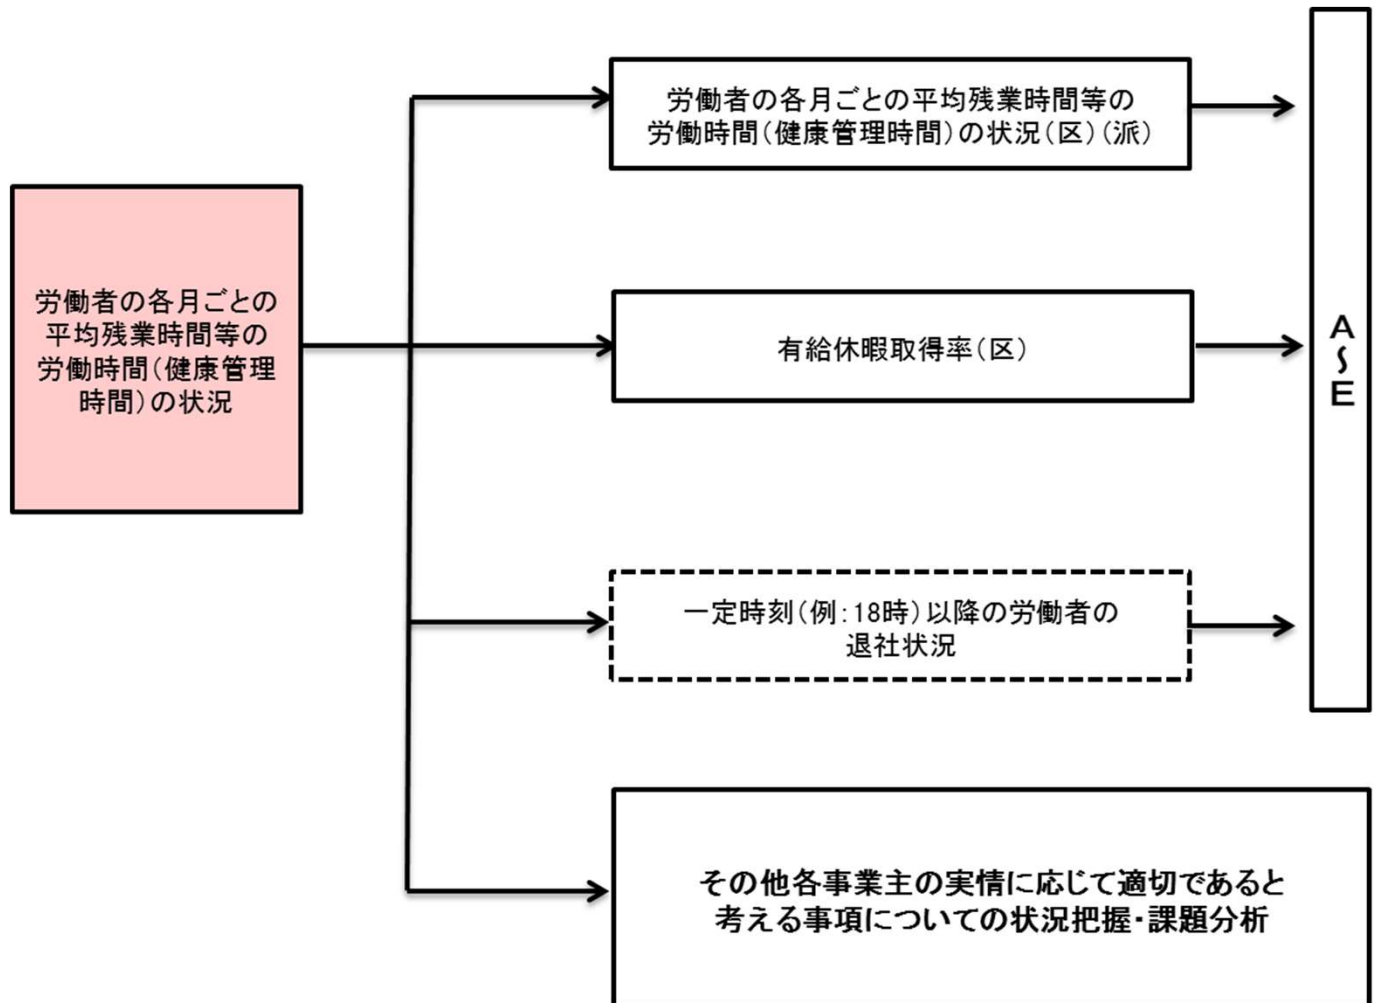 労働者の各月ごとの
平均残業時間等の
労働時間(健康管理
時間)の状況
労働者の各月ごとの平均残業時間等の
労働時間(健康管理時間)の状況(区)(派)
有給休暇取得率(区)
一定時刻(例:18時)以降の労働者の
退社状況
その他各事業主の実情に応じて適切であると
考える事項についての状況把握・課題分析
A~E